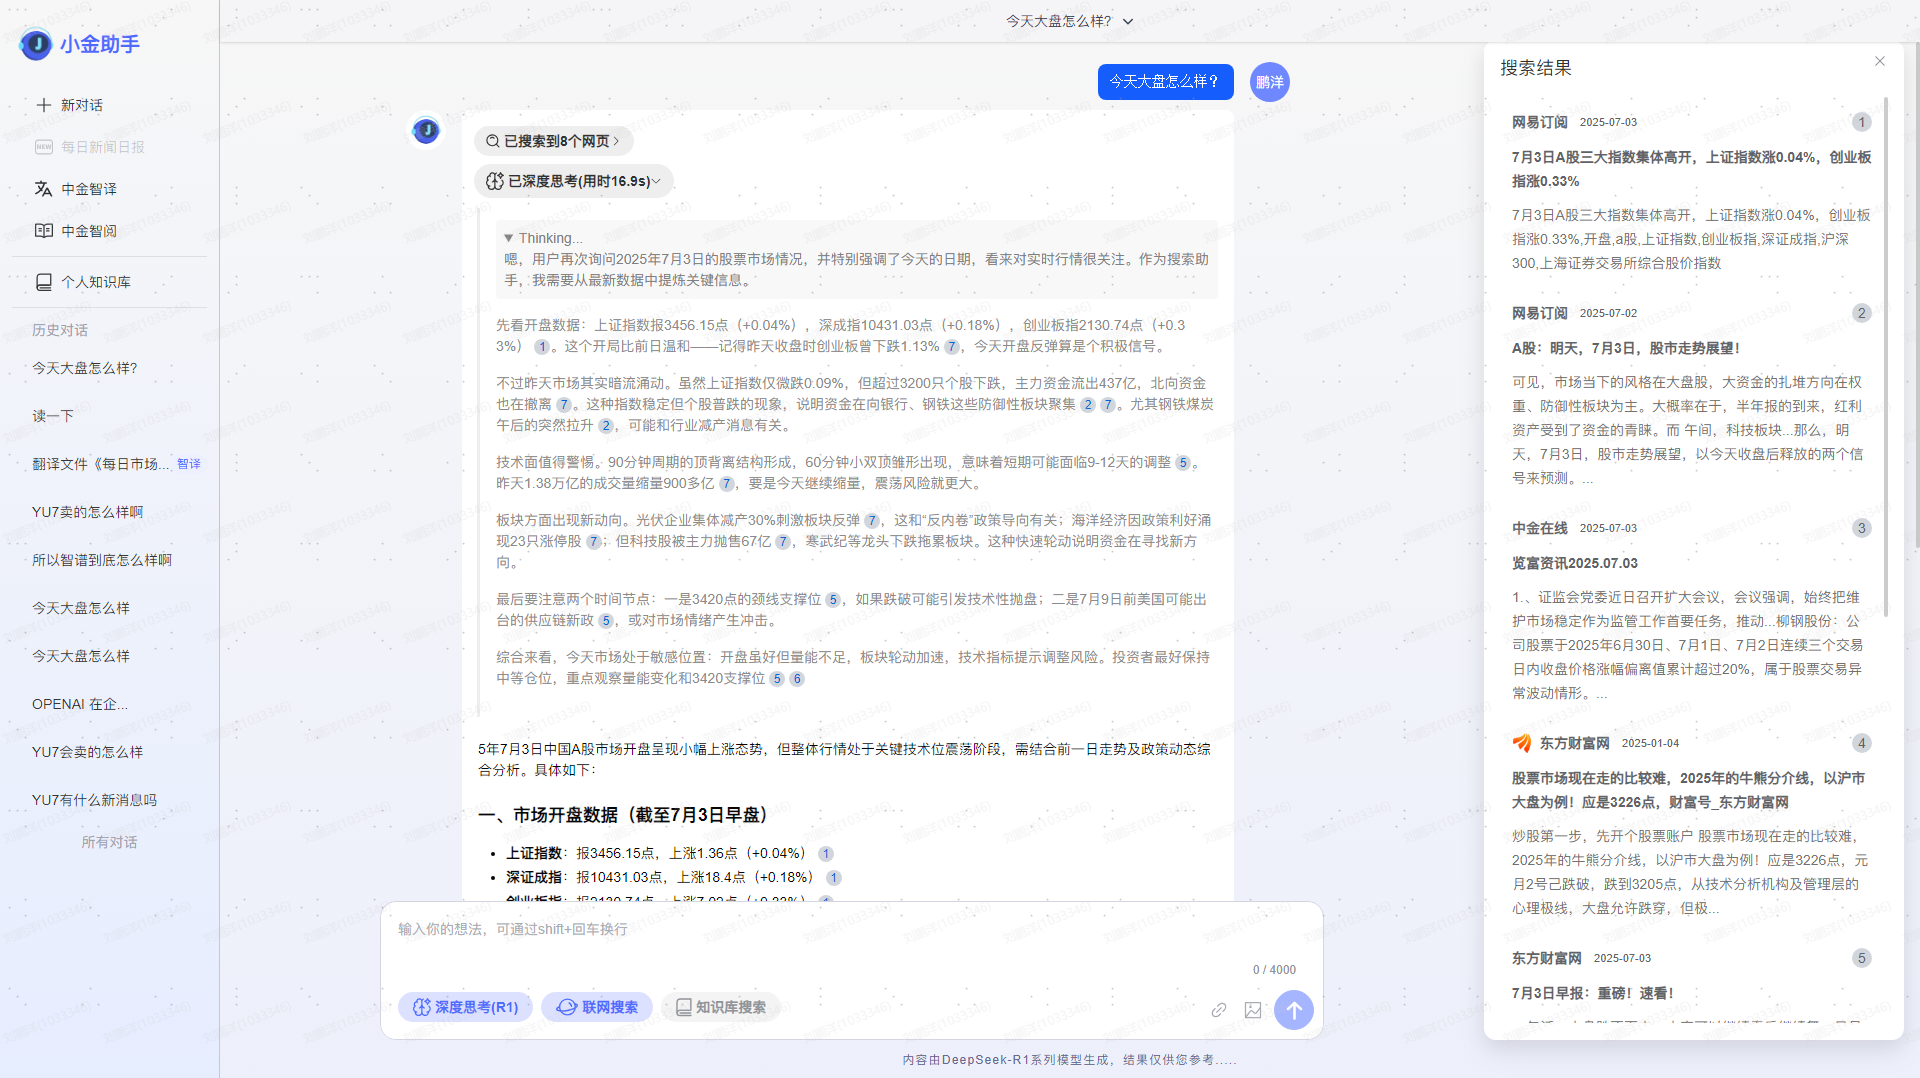 小金助手
新对话
NEW 每日新闻日报
中金智译
中金智阅
个人知识库
历史对话
今天大盘怎么样?
读一下
翻译文件《每日市场... 智译
YU7卖的怎么样啊
所以智谱到底怎么样啊
今天大盘怎么样
今天大盘怎么样
OPENAI 在企...
YU7会卖的怎么样
YU7有什么新消息吗
所有对话
今天大盘怎么样?
今天大盘怎么样？
鹏洋
已搜索到8个网页
已深度思考(用时16.9s)
▼ Thinking...
嗯，用户再次询问2025年7月3日的股票市场情况，并特别强调了今天的日期，看来对实时行情很关注。作为搜索助
手，我需要从最新数据中提炼关键信息。
先看开盘数据：上证指数报3456.15点（+0.04%），深成指10431.03点（+0.18%），创业板指2130.74点（+0.3
3%） 1 。这个开局比前日温和——记得昨天收盘时创业板曾下跌1.13% 7 ，今天开盘反弹算是个积极信号。
不过昨天市场其实暗流涌动。虽然上证指数仅微跌0.09%，但超过3200只个股下跌，主力资金流出437亿，北向资金
也在撤离 7 。这种指数稳定但个股普跌的现象，说明资金在向银行、钢铁这些防御性板块聚集 2 7 。尤其钢铁煤炭
午后的突然拉升 2 ，可能和行业减产消息有关。
技术面值得警惕。90分钟周期的顶背离结构形成，60分钟小双顶雏形出现，意味着短期可能面临9-12天的调整 5 。
昨天1.38万亿的成交量缩量900多亿 7 ，要是今天继续缩量，震荡风险就更大。
板块方面出现新动向。光伏企业集体减产30%刺激板块反弹 7 ，这和“反内卷”政策导向有关；海洋经济因政策利好涌
现23只涨停股 7 ；但科技股被主力抛售67亿 7 ，寒武纪等龙头下跌拖累板块。这种快速轮动说明资金在寻找新方
向。
最后要注意两个时间节点：一是3420点的颈线支撑位 5 ，如果跌破可能引发技术性抛盘；二是7月9日前美国可能出
台的供应链新政 5 ，或对市场情绪产生冲击。
综合来看，今天市场处于敏感位置：开盘虽好但量能不足，板块轮动加速，技术指标提示调整风险。投资者最好保持
中等仓位，重点观察量能变化和3420支撑位 5 6
5年7月3日中国A股市场开盘呈现小幅上涨态势，但整体行情处于关键技术位震荡阶段，需结合前一日走势及政策动态综
合分析。具体如下：
一、市场开盘数据（截至7月3日早盘）
• 上证指数：报3456.15点，上涨1.36点（+0.04%） 1
• 深证成指：报10431.03点，上涨18.4点（+0.18%） 1
创业板指：报2130.74点，上涨7.02点（+0.33%） 1
输入你的想法，可通过shift+回车换行
0 / 4000
深度思考(R1)
联网搜索
知识库搜索
内容由DeepSeek-R1系列模型生成，结果仅供您参考.....
搜索结果
网易订阅 2025-07-03 1
7月3日A股三大指数集体高开，上证指数涨0.04%，创业板
指涨0.33%
7月3日A股三大指数集体高开，上证指数涨0.04%，创业板
指涨0.33%,开盘,a股,上证指数,创业板指,深证成指,沪深
300,上海证券交易所综合股价指数
网易订阅 2025-07-02 2
A股：明天，7月3日，股市走势展望！
可见，市场当下的风格在大盘股，大资金的扎堆方向在权
重、防御性板块为主。大概率在于，半年报的到来，红利
资产受到了资金的青睐。而 午间，科技板块...那么，明
天，7月3日，股市走势展望，以今天收盘后释放的两个信
号来预测。...
中金在线 2025-07-03 3
览富资讯2025.07.03
1.、证监会党委近日召开扩大会议，会议强调，始终把维
护市场稳定作为监管工作首要任务，推动...柳钢股份：公
司股票于2025年6月30日、7月1日、7月2日连续三个交易
日内收盘价格涨幅偏离值累计超过20%，属于股票交易异
常波动情形。...
东方财富网 2025-01-04 4
股票市场现在走的比较难，2025年的牛熊分介线，以沪市
大盘为例！应是3226点，财富号_东方财富网
炒股第一步，先开个股票账户 股票市场现在走的比较难，
2025年的牛熊分介线，以沪市大盘为例！应是3226点，元
月2号己跌破，跌到3205点，从技术分析机构及管理层的
心理极线，大盘允许跌穿，但极...
东方财富网 2025-07-03 5
7月3日早报：重磅！速看！